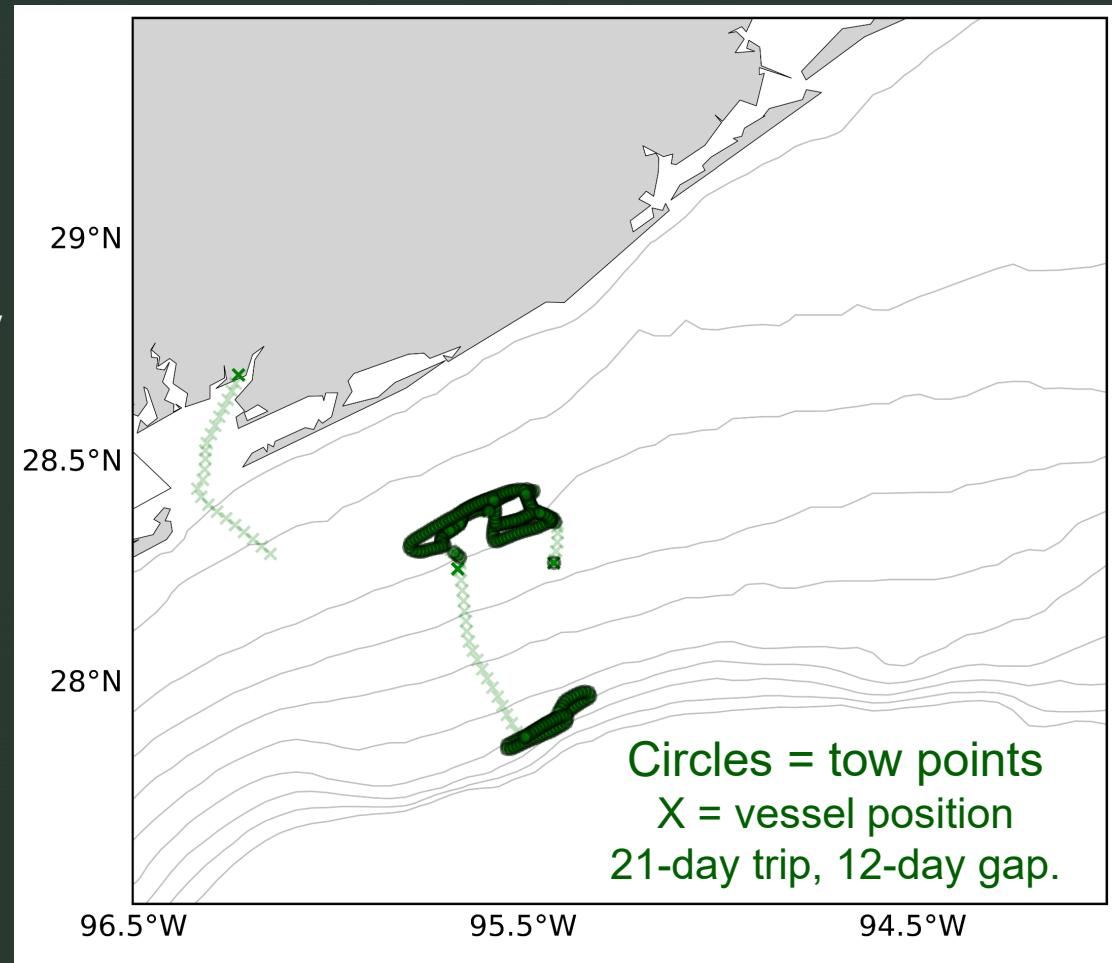 29°N
28.5°N
28°N
Circles = tow points
X = vessel position
21-day trip, 12-day gap.
96.5°W 95.5°W 94.5°W